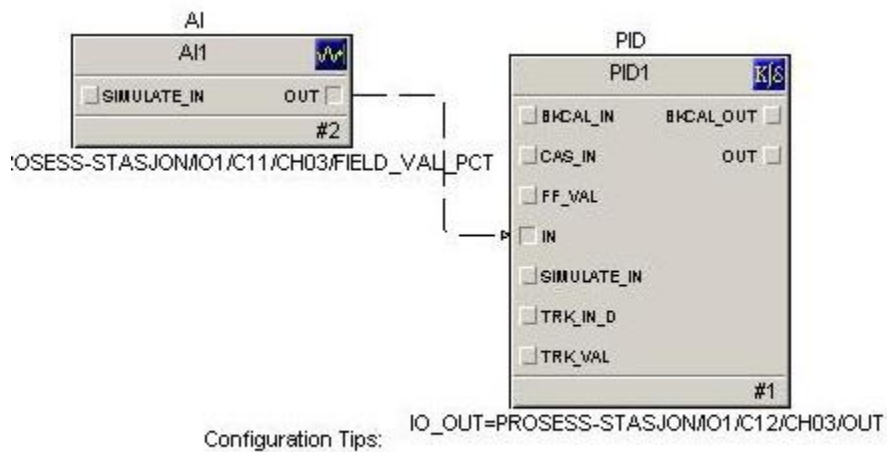 AI
AI1
SIMULATE_IN OUT
#2
OSESS-STASJON/IO1/C11/CH03/FIELD_VAL_PCT
PID
PID1
BKCAL_IN BKCAL_OUT
CAS_IN OUT
FF_VAL
IN
SIMULATE_IN
TRK_IN_D
TRK_VAL
#1
IO_OUT=PROSESS-STASJON/IO1/C12/CH03/OUT
Configuration Tips: